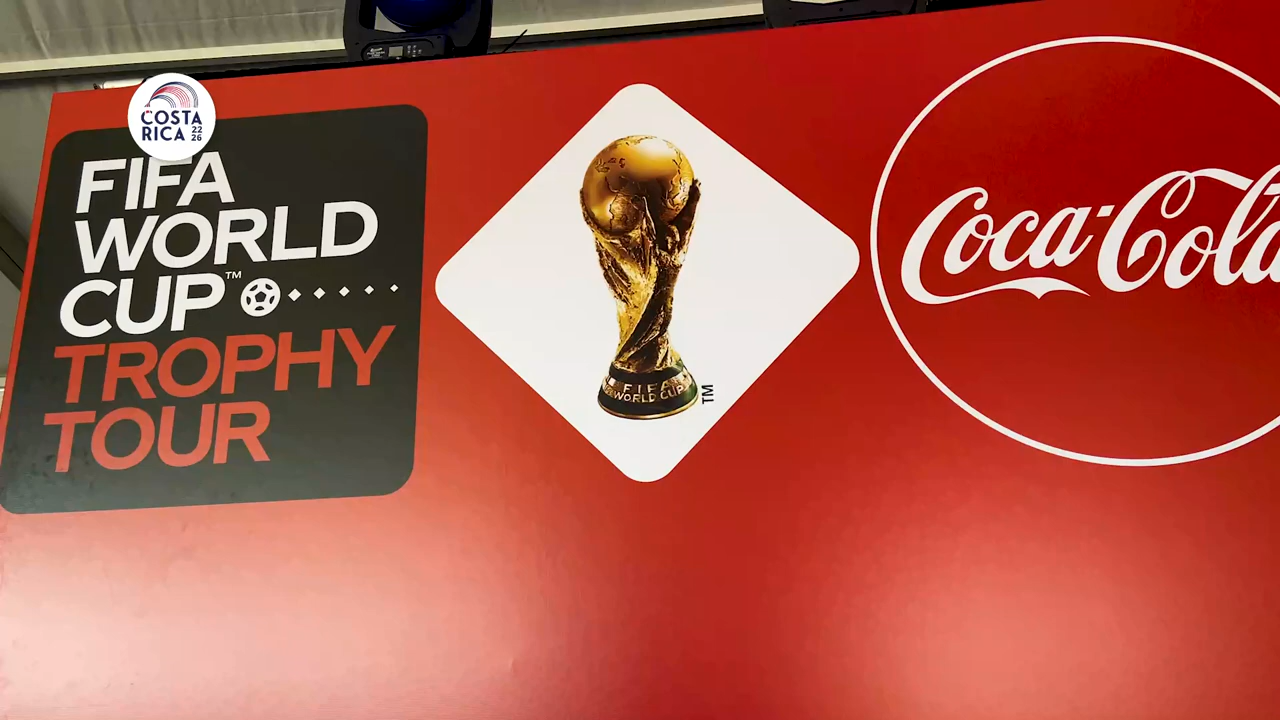 COSTA
RICA 22
26
FIFA
WORLD
CUP™
TROPHY
TOUR
FIFA
WORLD CUP
TM
Coca-Cola